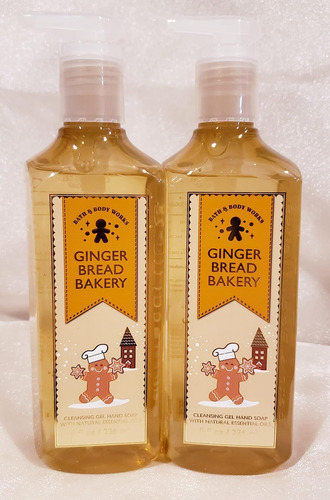 BATH & BODY WORKS
GINGER
BREAD
BAKERY
CLEANSING GEL HAND SOAP
WITH NATURAL ESSENTIAL OILS
BATH & BODY WORKS
GINGER
BREAD
BAKERY
CLEANSING GEL HAND SOAP
WITH NATURAL ESSENTIAL OILS